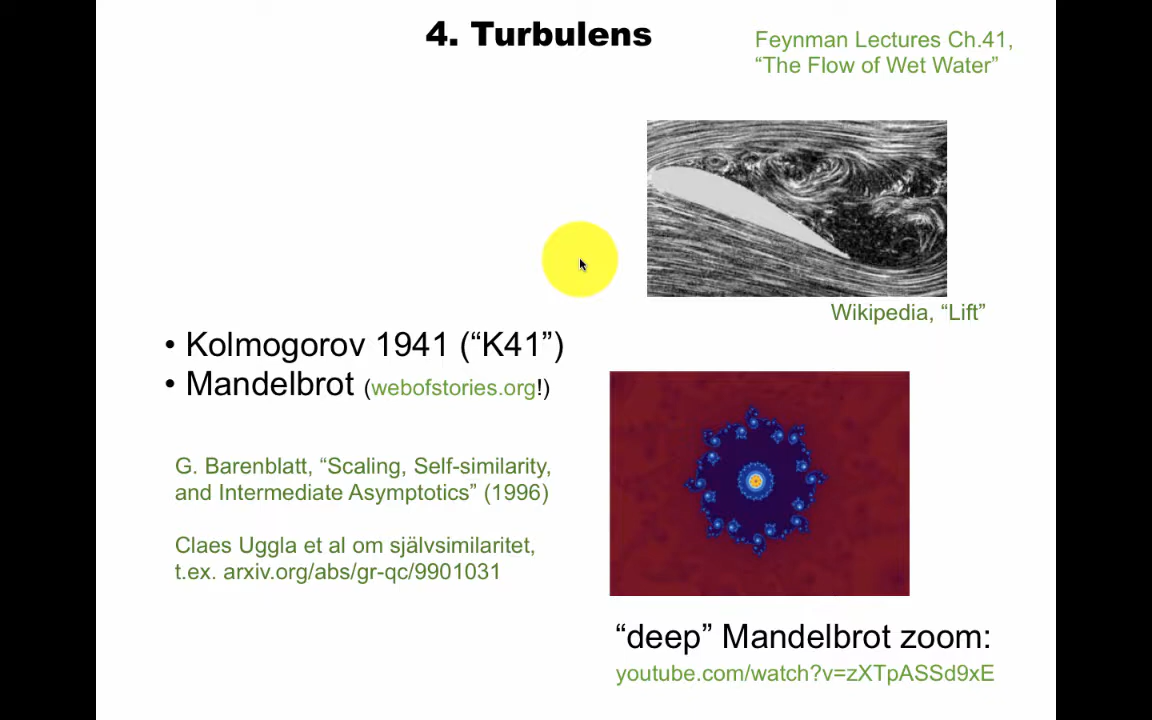 4. Turbulens
Feynman Lectures Ch.41,
“The Flow of Wet Water”
Wikipedia, “Lift”
• Kolmogorov 1941 (“K41”)
• Mandelbrot (webofstories.org!)
G. Barenblatt, “Scaling, Self-similarity,
and Intermediate Asymptotics” (1996)
Claes Uggla et al om självsimilaritet,
t.ex. arxiv.org/abs/gr-qc/9901031
“deep” Mandelbrot zoom:
youtube.com/watch?v=zXTpASSd9xE